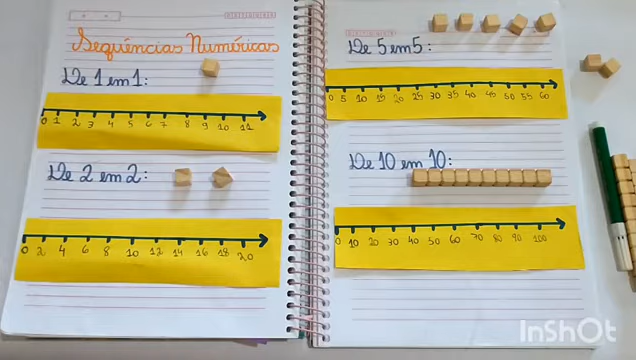 Sequências Numéricas
De 1 em 1:
0 1 2 3 4 5 6 7 8 9 10 11
De 2 em 2:
0 2 4 6 8 10 12 14 16 18 20
De 5 em 5:
0 5 10 15 20 25 30 35 40 45 50 55 60
De 10 em 10:
0 10 20 30 40 50 60 70 80 90 100
InShOt